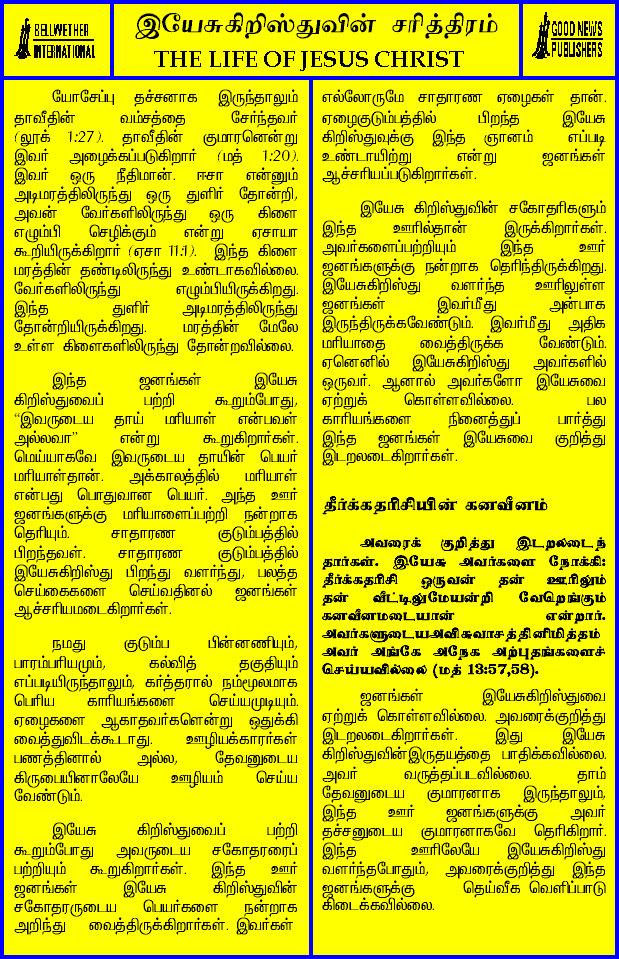 BELLWETHER
INTERNATIONAL
இயேசுகிறிஸ்துவின் சரித்திரம்
THE LIFE OF JESUS CHRIST
GOOD NEWS
PUBLISHERS
யோசேப்பு தச்சனாக இருந்தாலும்
தாவீதின் வம்சத்தை சேர்ந்தவர்
(லூக் 1:27). தாவீதின் குமாரனென்று
இவர் அழைக்கப்படுகிறார் (மத் 1:20).
இவர் ஒரு நீதிமான். ஈசா என்னும்
அடிமரத்திலிருந்து ஒரு துளிர் தோன்றி,
அவன் வேர்களிலிருந்து ஒரு கிளை
எழும்பி செழிக்கும் என்று ஏசாயா
கூறியிருக்கிறார் (ஏசா 11:1). இந்த கிளை
மரத்தின் தண்டிலிருந்து உண்டாகவில்லை.
வேர்களிலிருந்து எழும்பியிருக்கிறது.
இந்த துளிர் அடிமரத்திலிருந்து
தோன்றியிருக்கிறது. மரத்தின் மேலே
உள்ள கிளைகளிலிருந்து தோன்றவில்லை.
இந்த ஜனங்கள் இயேசு
கிறிஸ்துவைப் பற்றி கூறும்போது,
“இவருடைய தாய் மரியாள் என்பவள்
அல்லவா” என்று கூறுகிறார்கள்.
மெய்யாகவே இவருடைய தாயின் பெயர்
மரியாள்தான். அக்காலத்தில் மரியாள்
என்பது பொதுவான பெயர். அந்த ஊர்
ஜனங்களுக்கு மரியாளைப்பற்றி நன்றாக
தெரியும். சாதாரண குடும்பத்தில்
பிறந்தவள். சாதாரண குடும்பத்தில்
இயேசுகிறிஸ்து பிறந்து வளர்ந்து, பலத்த
செய்கைகளை செய்வதினால் ஜனங்கள்
ஆச்சரியமடைகிறார்கள்.
நமது குடும்ப பின்னணியும்,
பாரம்பரியமும், கல்வித் தகுதியும்
எப்படியிருந்தாலும், கர்த்தரால் நம்மூலமாக
பெரிய காரியங்களை செய்யமுடியும்.
ஏழைகளை ஆகாதவர்களென்று ஒதுக்கி
வைத்துவிடக்கூடாது. ஊழியக்காரர்கள்
பணத்தினால் அல்ல, தேவனுடைய
கிருபையினாலேயே ஊழியம் செய்ய
வேண்டும்.
இயேசு கிறிஸ்துவைப் பற்றி
கூறும்போது அவருடைய சகோதரரைப்
பற்றியும் கூறுகிறார்கள். இந்த ஊர்
ஜனங்கள் இயேசு கிறிஸ்துவின்
சகோதரருடைய பெயர்களை நன்றாக
அறிந்து வைத்திருக்கிறார்கள். இவர்கள்
எல்லோருமே சாதாரண ஏழைகள் தான்.
ஏழைகுடும்பத்தில் பிறந்த இயேசு
கிறிஸ்துவுக்கு இந்த ஞானம் எப்படி
உண்டாயிற்று என்று ஜனங்கள்
ஆச்சரியப்படுகிறார்கள்.
இயேசு கிறிஸ்துவின் சகோதரிகளும்
இந்த ஊரில்தான் இருக்கிறார்கள்.
அவர்களைப்பற்றியும் இந்த ஊர்
ஜனங்களுக்கு நன்றாக தெரிந்திருக்கிறது.
இயேசுகிறிஸ்து வளர்ந்த ஊரிலுள்ள
ஜனங்கள் இவர்மீது அன்பாக
இருந்திருக்கவேண்டும். இவர்மீது அதிக
மரியாதை வைத்திருக்க வேண்டும்.
ஏனெனில் இயேசுகிறிஸ்து அவர்களில்
ஒருவர். ஆனால் அவர்களோ இயேசுவை
ஏற்றுக் கொள்ளவில்லை. பல
காரியங்களை நினைத்துப் பார்த்து
இந்த ஜனங்கள் இயேசுவை குறித்து
இடறலடைகிறார்கள்.
தீர்க்கதரிசியின் கனவீனம்
அவரைக் குறித்து இடறலடைந்
தார்கள். இயேசு அவர்களை நோக்கி:
தீர்க்கதரிசி ஒருவன் தன் ஊரிலும்
தன் வீட்டிலுமேயன்றி வேறெங்கும்
கனவீனமடையான் என்றார்.
அவர்களுடையஅவிசுவாசத்தினிமித்தம்
அவர் அங்கே அநேக அற்புதங்களைச்
செய்யவில்லை (மத் 13:57,58).
ஜனங்கள் இயேசுகிறிஸ்துவை
ஏற்றுக் கொள்ளவில்லை. அவரைக்குறித்து
இடறலடைகிறார்கள். இது இயேசு
கிறிஸ்துவின்இருதயத்தை பாதிக்கவில்லை.
அவர் வருத்தப்படவில்லை. தாம்
தேவனுடைய குமாரனாக இருந்தாலும்,
இந்த ஊர் ஜனங்களுக்கு அவர்
தச்சனுடைய குமாரனாகவே தெரிகிறார்.
இந்த ஊரிலேயே இயேசுகிறிஸ்து
வளர்ந்தபோதும், அவரைக்குறித்து இந்த
ஜனங்களுக்கு தெய்வீக வெளிப்பாடு
கிடைக்கவில்லை.